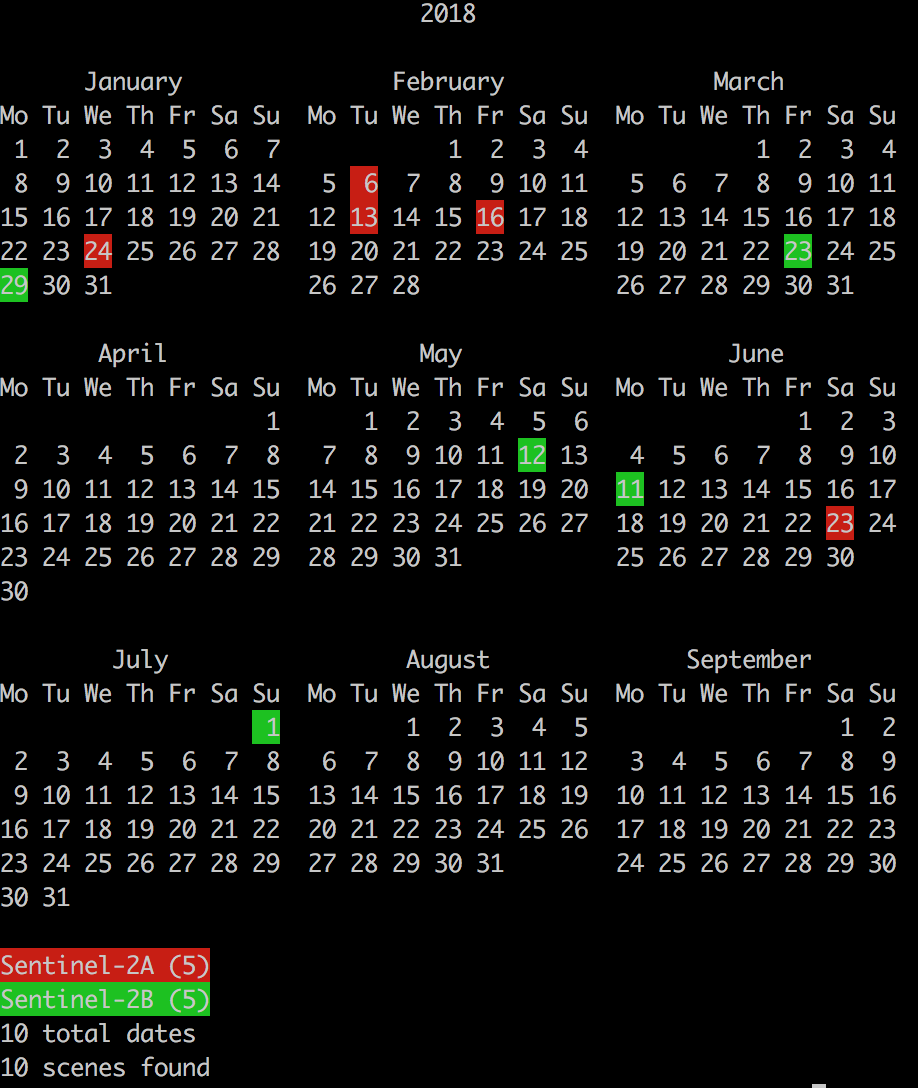 2018
January February March
Mo Tu We Th Fr Sa Su Mo Tu We Th Fr Sa Su Mo Tu We Th Fr Sa Su
1 2 3 4 5 6 7 1 2 3 4 1 2 3 4
8 9 10 11 12 13 14 5 6 7 8 9 10 11 5 6 7 8 9 10 11
15 16 17 18 19 20 21 12 13 14 15 16 17 18 12 13 14 15 16 17 18
22 23 24 25 26 27 28 19 20 21 22 23 24 25 19 20 21 22 23 24 25
29 30 31 26 27 28 26 27 28 29 30 31
April May June
Mo Tu We Th Fr Sa Su Mo Tu We Th Fr Sa Su Mo Tu We Th Fr Sa Su
1 1 2 3 4 5 6 1 2 3
2 3 4 5 6 7 8 7 8 9 10 11 12 13 4 5 6 7 8 9 10
9 10 11 12 13 14 15 14 15 16 17 18 19 20 11 12 13 14 15 16 17
16 17 18 19 20 21 22 21 22 23 24 25 26 27 18 19 20 21 22 23 24
23 24 25 26 27 28 29 28 29 30 31 25 26 27 28 29 30
30
July August September
Mo Tu We Th Fr Sa Su Mo Tu We Th Fr Sa Su Mo Tu We Th Fr Sa Su
1 1 2 3 4 5 1 2
2 3 4 5 6 7 8 6 7 8 9 10 11 12 3 4 5 6 7 8 9
9 10 11 12 13 14 15 13 14 15 16 17 18 19 10 11 12 13 14 15 16
16 17 18 19 20 21 22 20 21 22 23 24 25 26 17 18 19 20 21 22 23
23 24 25 26 27 28 29 27 28 29 30 31 24 25 26 27 28 29 30
30 31
Sentinel-2A (5)
Sentinel-2B (5)
10 total dates
10 scenes found